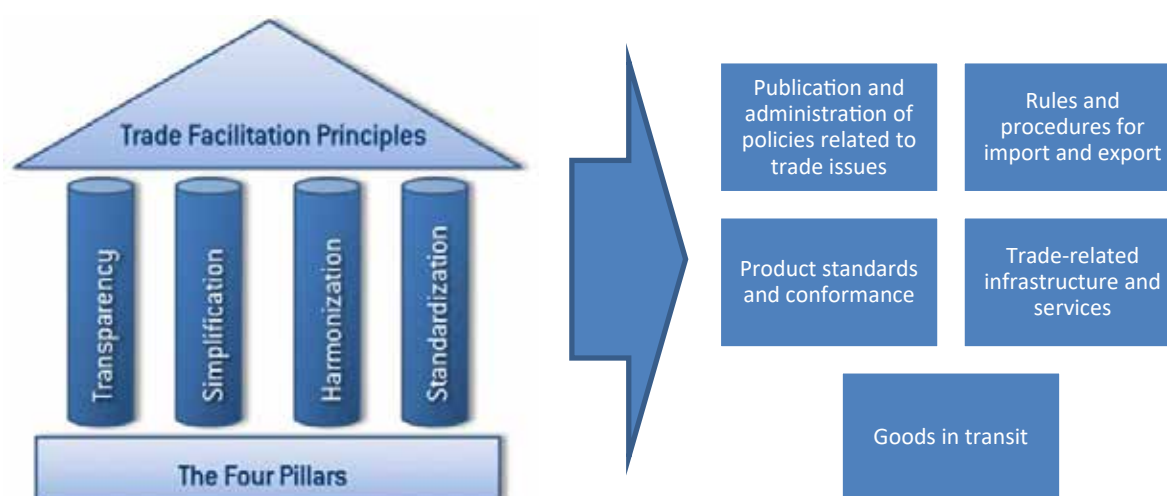 Trade Facilitation Principles
Transparency
Simplification
Harmonization
Standardization
The Four Pillars
Publication and
administration of
policies related to
trade issues
Rules and
procedures for
import and export
Product standards
and conformance
Trade-related
infrastructure and
services
Goods in transit